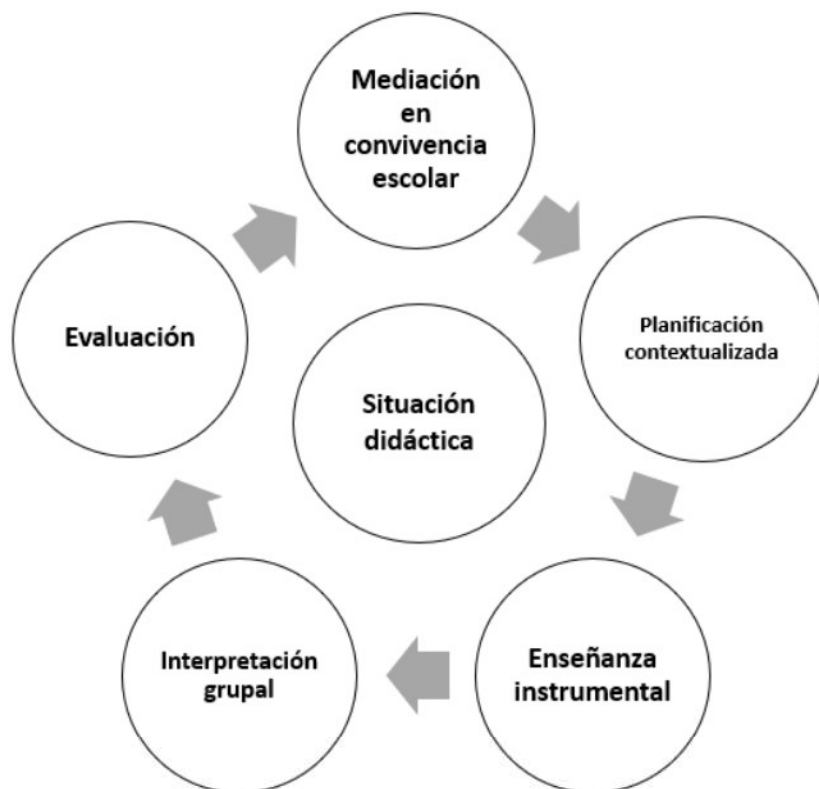 Mediación
en
convivencia
escolar
Planificación
contextualizada
Enseñanza
instrumental
Interpretación
grupal
Evaluación
Situación
didáctica